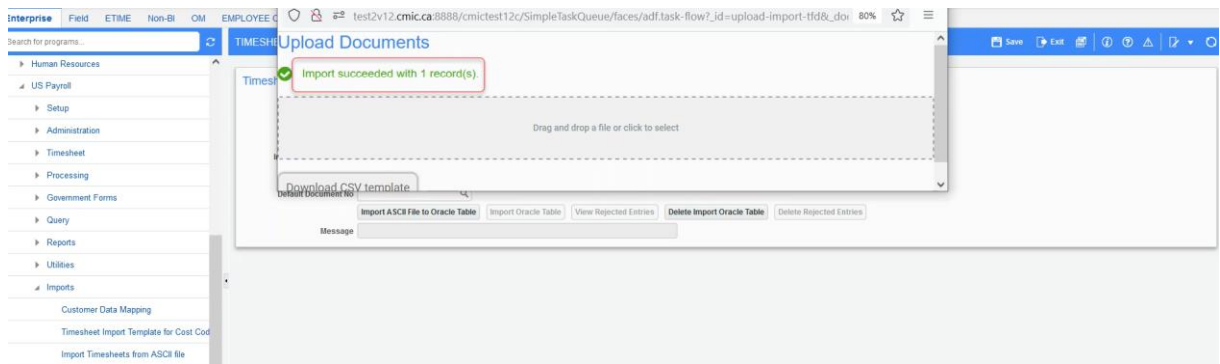 Enterprise Field ETIME Non-BI OM EMPLOYEE C
test2v12.cmic.ca:8888/cmictest12c/SimpleTaskQueue/faces/adf.task-flow?_id=upload-import-tfd&_do 80%
Search for programs...
TIMESHE
Upload Documents
Save Exit
Human Resources
US Payroll
Setup
Administration
Timesheet
Processing
Government Forms
Query
Reports
Utilities
Imports
Customer Data Mapping
Timesheet Import Template for Cost Cod
Import Timesheets from ASCII file
Timesh
Import succeeded with 1 record(s).
Drag and drop a file or click to select
Download CSV template
Default Document No
Import ASCII File to Oracle Table Import Oracle Table View Rejected Entries Delete Import Oracle Table Delete Rejected Entries
Message